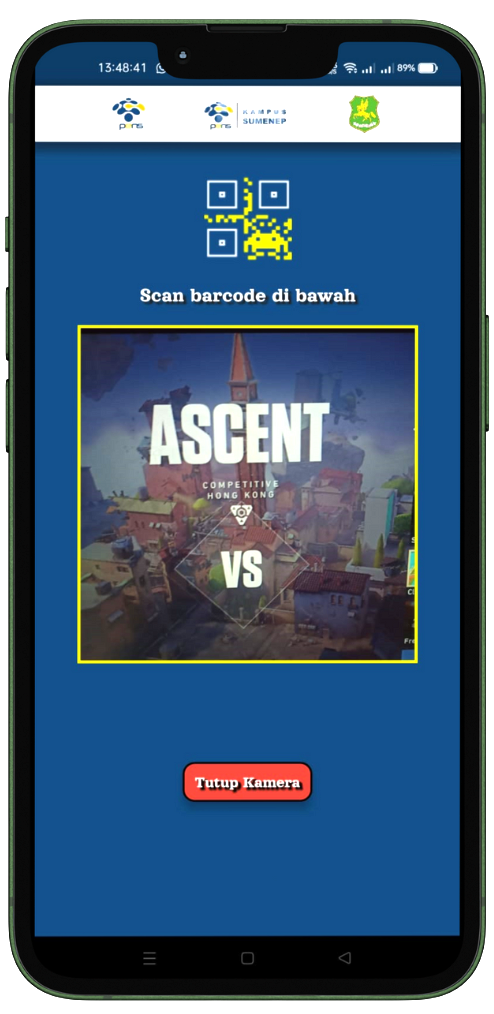 13:48:41
89%
pens
pens
KAMPUS
SUMENEP
Scan barcode di bawah
ASCENT
COMPETITIVE
HONG KONG
VS
Tutup Kamera